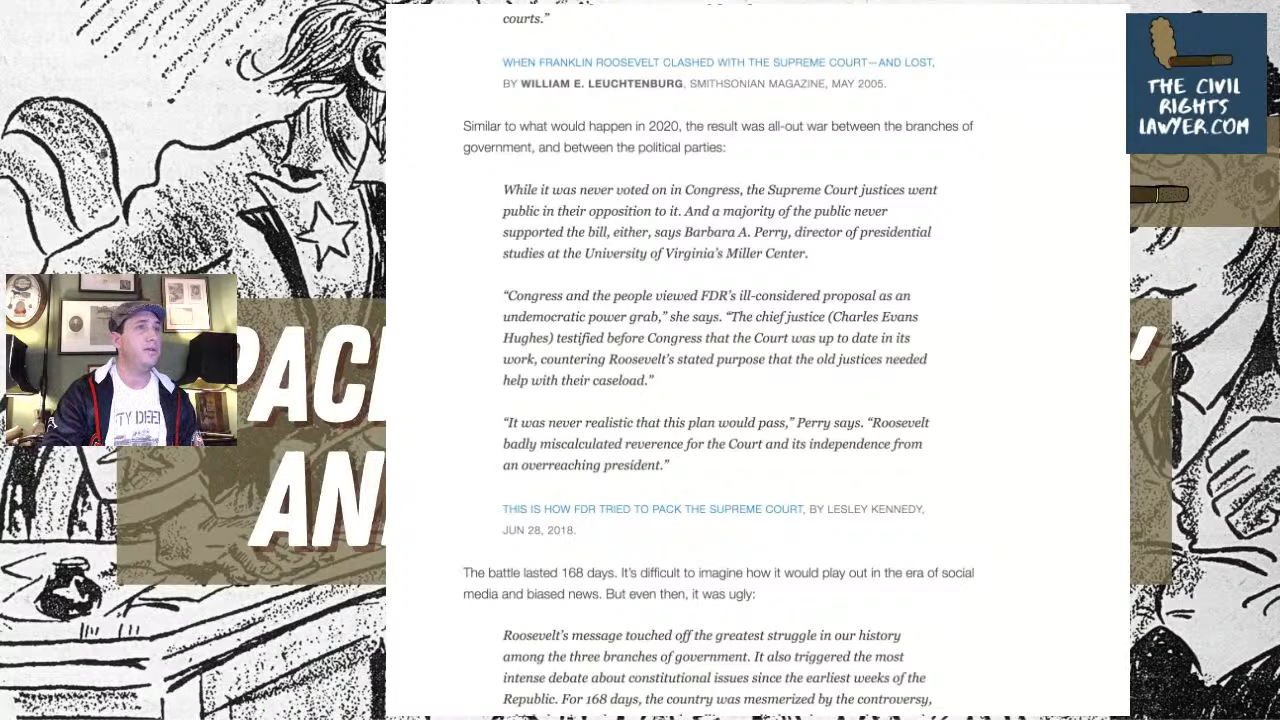 courts.”
WHEN FRANKLIN ROOSEVELT CLASHED WITH THE SUPREME COURT—AND LOST,
BY WILLIAM E. LEUCHTENBURG, SMITHSONIAN MAGAZINE, MAY 2005.
THE CIVIL
RIGHTS
LAWYER.COM
Similar to what would happen in 2020, the result was all-out war between the branches of
government, and between the political parties:
While it was never voted on in Congress, the Supreme Court justices went
public in their opposition to it. And a majority of the public never
supported the bill, either, says Barbara A. Perry, director of presidential
studies at the University of Virginia’s Miller Center.
“Congress and the people viewed FDR’s ill-considered proposal as an
undemocratic power grab,” she says. “The chief justice (Charles Evans
Hughes) testified before Congress that the Court was up to date in its
work, countering Roosevelt’s stated purpose that the old justices needed
help with their caseload.”
“It was never realistic that this plan would pass,” Perry says. “Roosevelt
badly miscalculated reverence for the Court and its independence from
an overreaching president.”
THIS IS HOW FDR TRIED TO PACK THE SUPREME COURT, BY LESLEY KENNEDY,
JUN 28, 2018.
The battle lasted 168 days. It’s difficult to imagine how it would play out in the era of social
media and biased news. But even then, it was ugly:
Roosevelt’s message touched off the greatest struggle in our history
among the three branches of government. It also triggered the most
intense debate about constitutional issues since the earliest weeks of the
Republic. For 168 days, the country was mesmerized by the controversy,